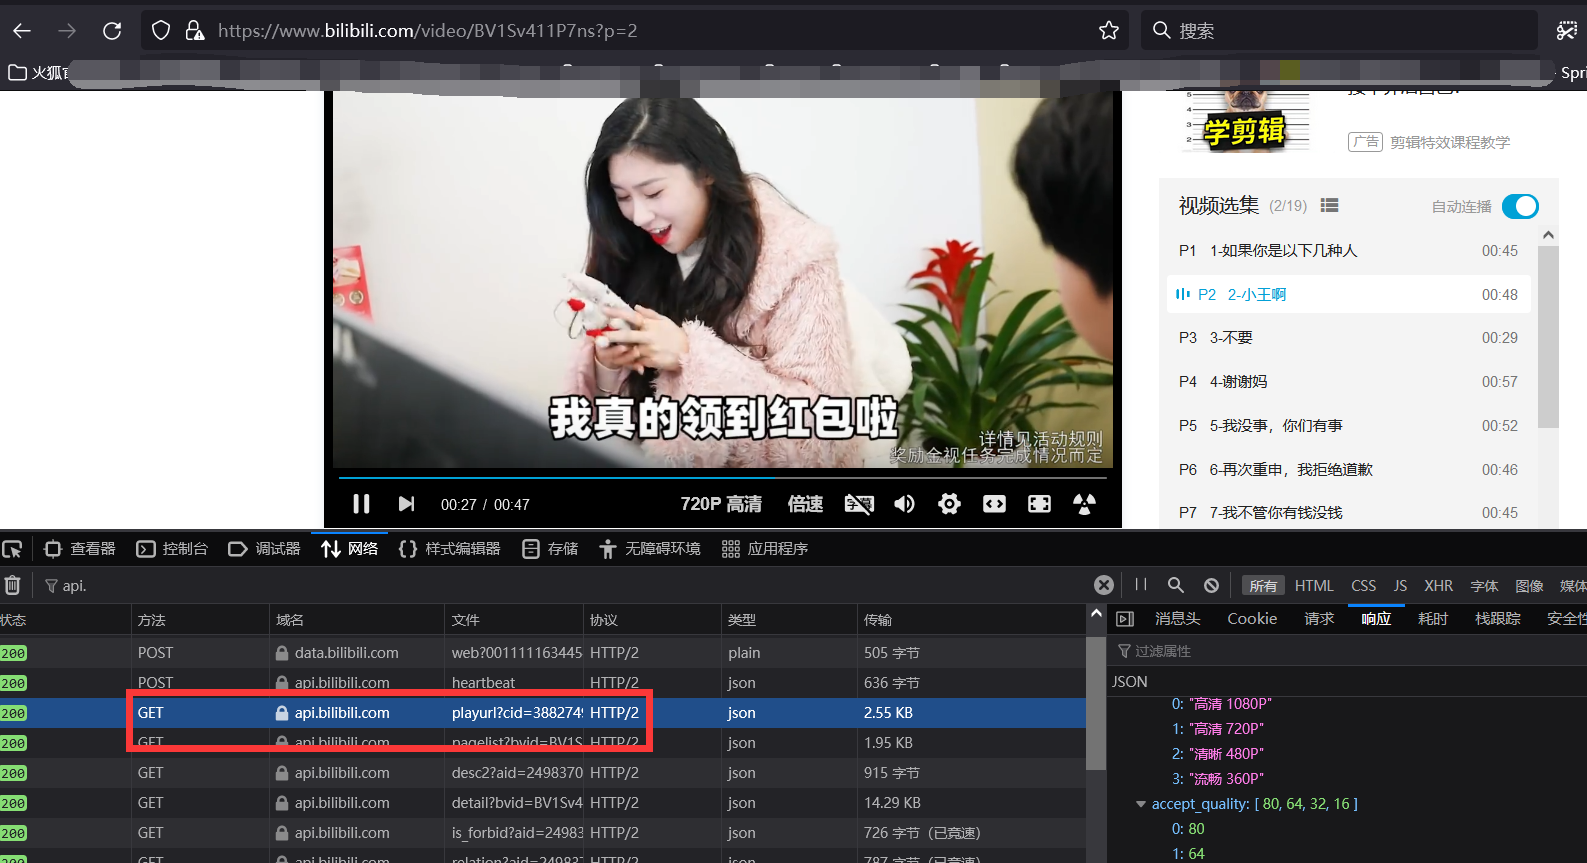 https://www.bilibili.com/video/BV1Sv411P7ns?p=2
搜索
火狐
Spri
5
4
3
2
学剪辑
广告 剪辑特效课程教学
视频选集 (2/19) 自动连播
P1 1-如果你是以下几种人 00:45
P2 2-小王啊 00:48
P3 3-不要 00:29
P4 4-谢谢妈 00:57
P5 5-我没事，你们有事 00:52
P6 6-再次重申，我拒绝道歉 00:46
P7 7-我不管你有钱没钱 00:45
我真的领到红包啦
详情见活动规则
奖励金视任务完成情况而定
00:27 / 00:47 720P 高清 倍速
查看器 控制台 调试器 网络 样式编辑器 存储 无障碍环境 应用程序
api. 所有 HTML CSS JS XHR 字体 图像 媒体
状态 方法 域名 文件 协议 类型 传输
消息头 Cookie 请求 响应 耗时 栈跟踪 安全性
200 POST data.bilibili.com web?001111163445 HTTP/2 plain 505 字节
200 POST api.bilibili.com heartbeat HTTP/2 json 636 字节
200 GET api.bilibili.com playurl?cid=3882749 HTTP/2 json 2.55 KB
200 GET api.bilibili.com pagelist?bvid=BV1S HTTP/2 json 1.95 KB
200 GET api.bilibili.com desc2?aid=2498370 HTTP/2 json 915 字节
200 GET api.bilibili.com detail?bvid=BV1Sv4 HTTP/2 json 14.29 KB
200 GET api.bilibili.com is_forbid?aid=24983 HTTP/2 json 726 字节（已竞速）
200 GET api.bilibili.com relation?aid=24983 HTTP/2 json 787 字节（已竞速）
过滤属性
JSON
0: "高清 1080P"
1: "高清 720P"
2: "清晰 480P"
3: "流畅 360P"
accept_quality: [ 80, 64, 32, 16 ]
0: 80
1: 64